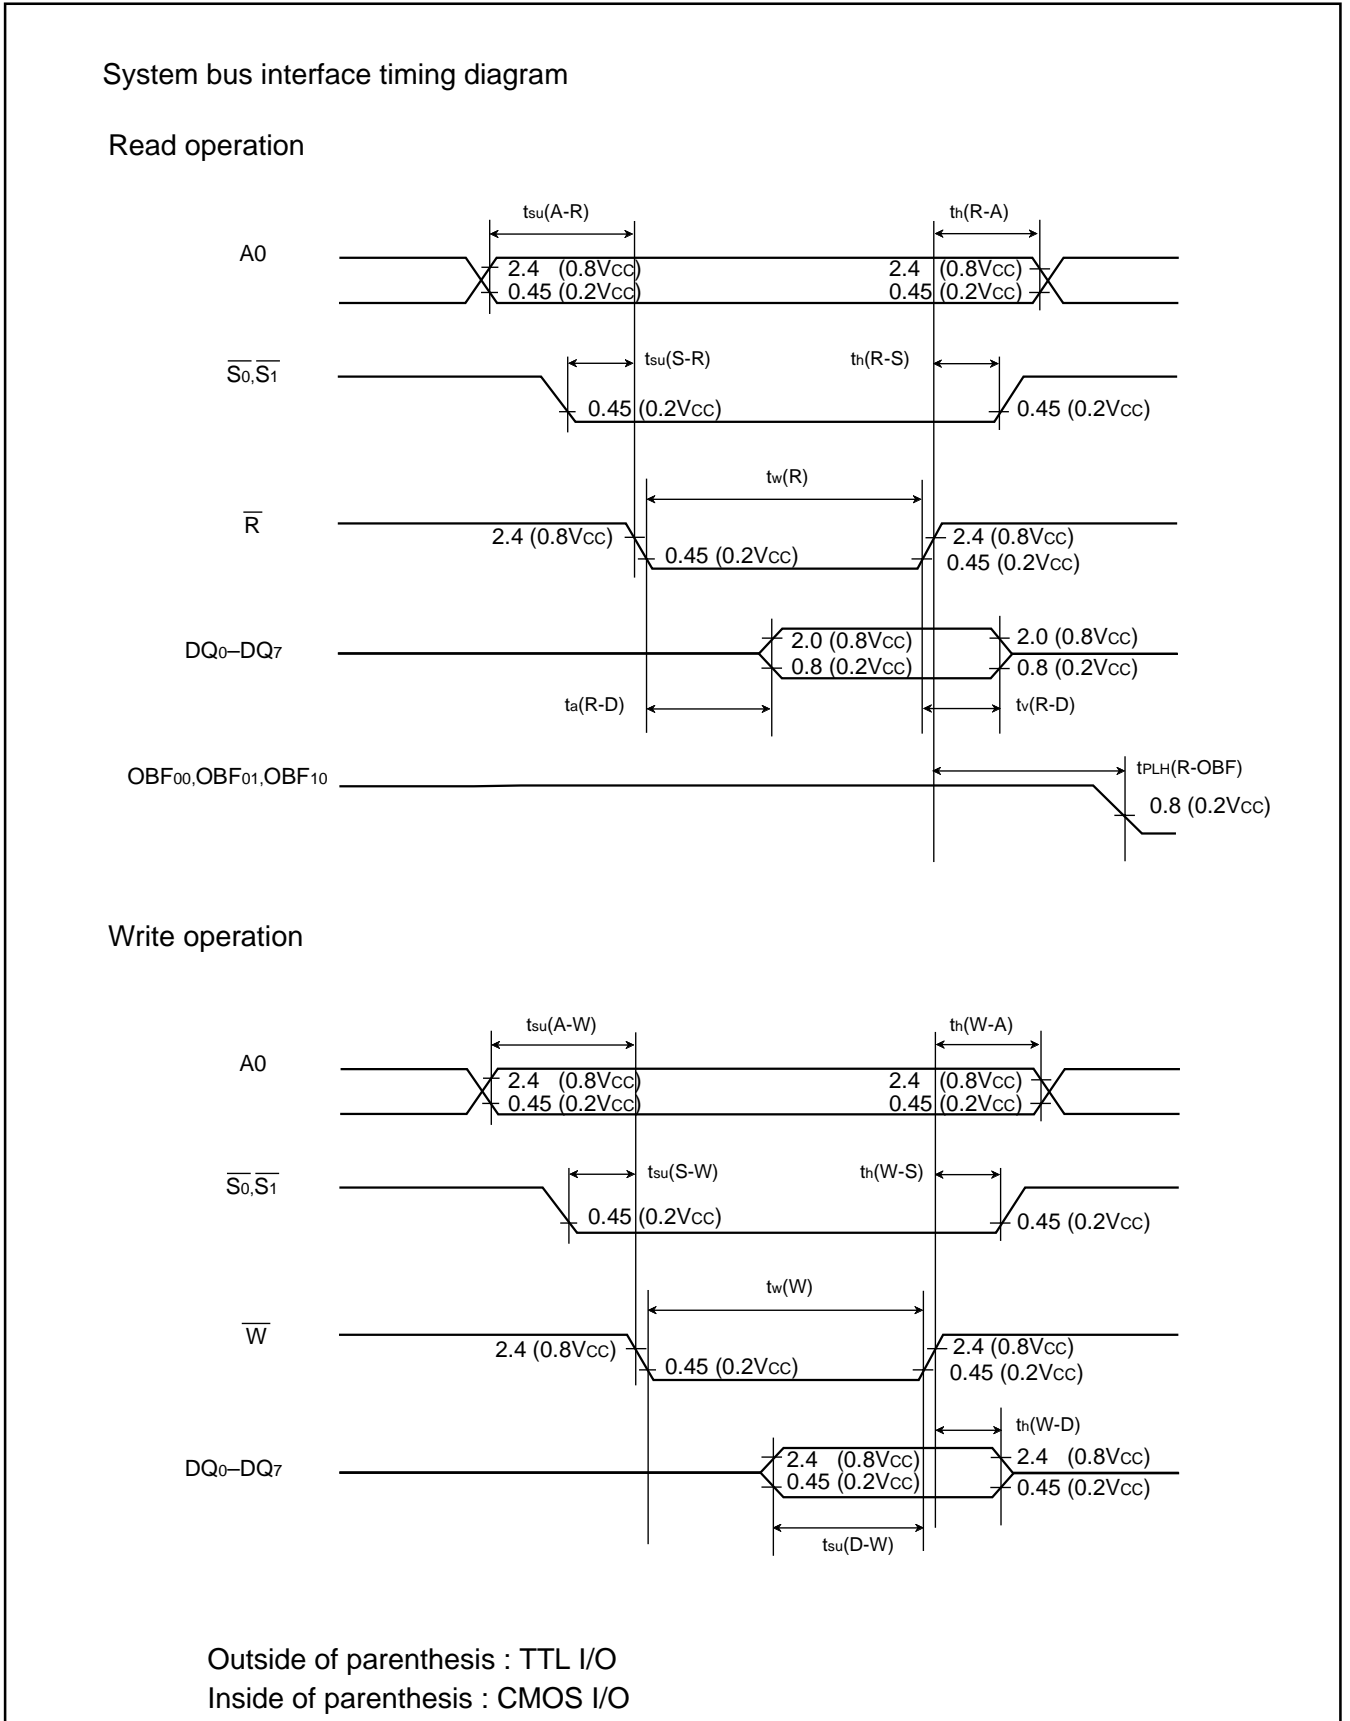 System bus interface timing diagram
Read operation
tsu(A-R) th(R-A)
A0
2.4 (0.8VCC) 2.4 (0.8VCC)
0.45 (0.2VCC) 0.45 (0.2VCC)
tsu(S-R) th(R-S)
S0,S1
0.45 (0.2VCC) 0.45 (0.2VCC)
tw(R)
R
2.4 (0.8VCC) 2.4 (0.8VCC)
0.45 (0.2VCC) 0.45 (0.2VCC)
DQ0–DQ7
2.0 (0.8VCC) 2.0 (0.8VCC)
0.8 (0.2VCC) 0.8 (0.2VCC)
ta(R-D) tv(R-D)
OBF00,OBF01,OBF10
tPLH(R-OBF)
0.8 (0.2VCC)
Write operation
tsu(A-W) th(W-A)
A0
2.4 (0.8VCC) 2.4 (0.8VCC)
0.45 (0.2VCC) 0.45 (0.2VCC)
tsu(S-W) th(W-S)
S0,S1
0.45 (0.2VCC) 0.45 (0.2VCC)
tw(W)
W
2.4 (0.8VCC) 2.4 (0.8VCC)
0.45 (0.2VCC) 0.45 (0.2VCC)
th(W-D)
DQ0–DQ7
2.4 (0.8VCC) 2.4 (0.8VCC)
0.45 (0.2VCC) 0.45 (0.2VCC)
tsu(D-W)
Outside of parenthesis : TTL I/O
Inside of parenthesis : CMOS I/O